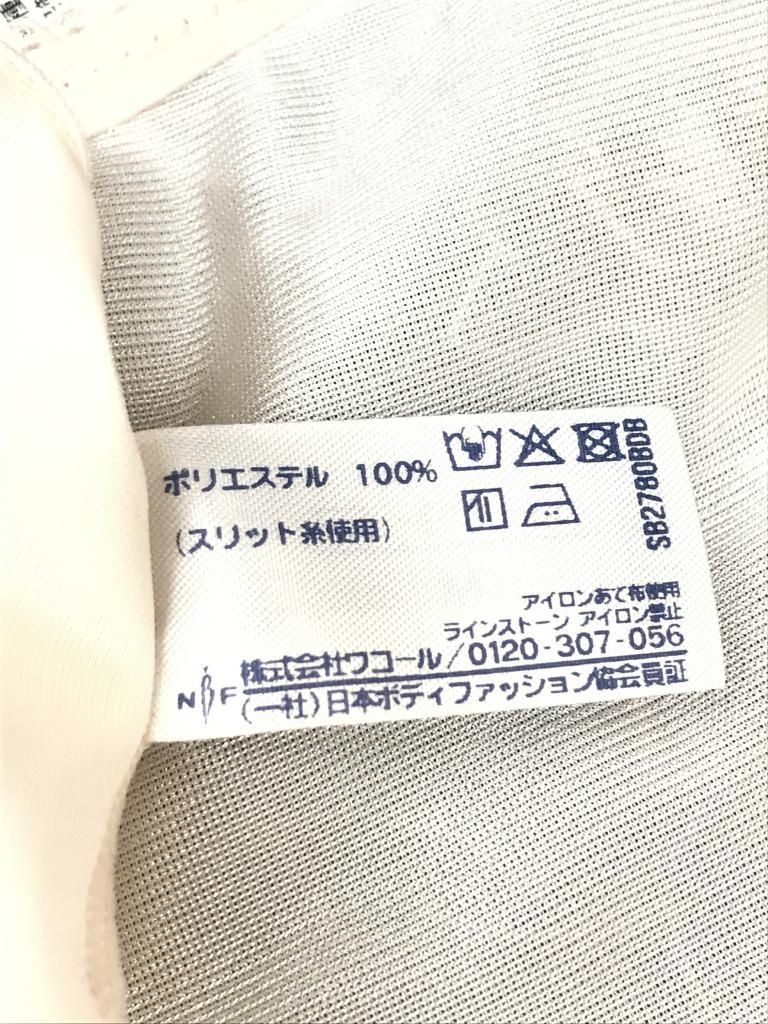 ポリエステル 100%
(スリット糸使用)
SB2780BDB
アイロンあて布使用
ラインストーン アイロン禁止
株式会社ワコール/0120-307-056
NBF (一社)日本ボディファッション協会員証